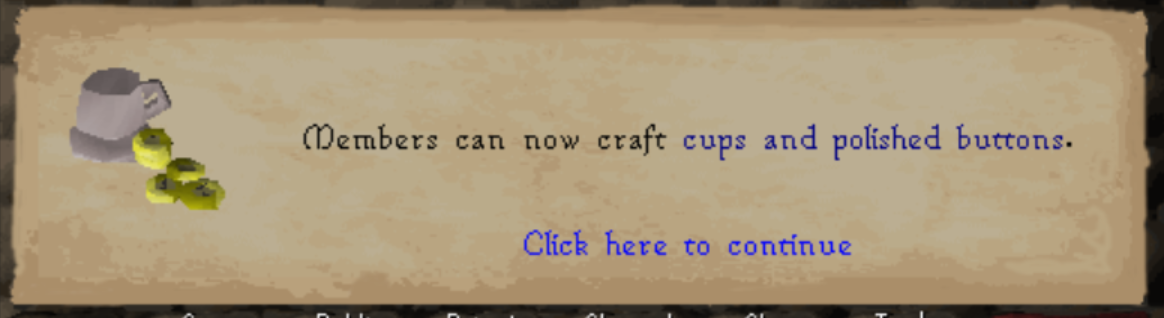 Members can now craft cups and polished buttons.
Click here to continue